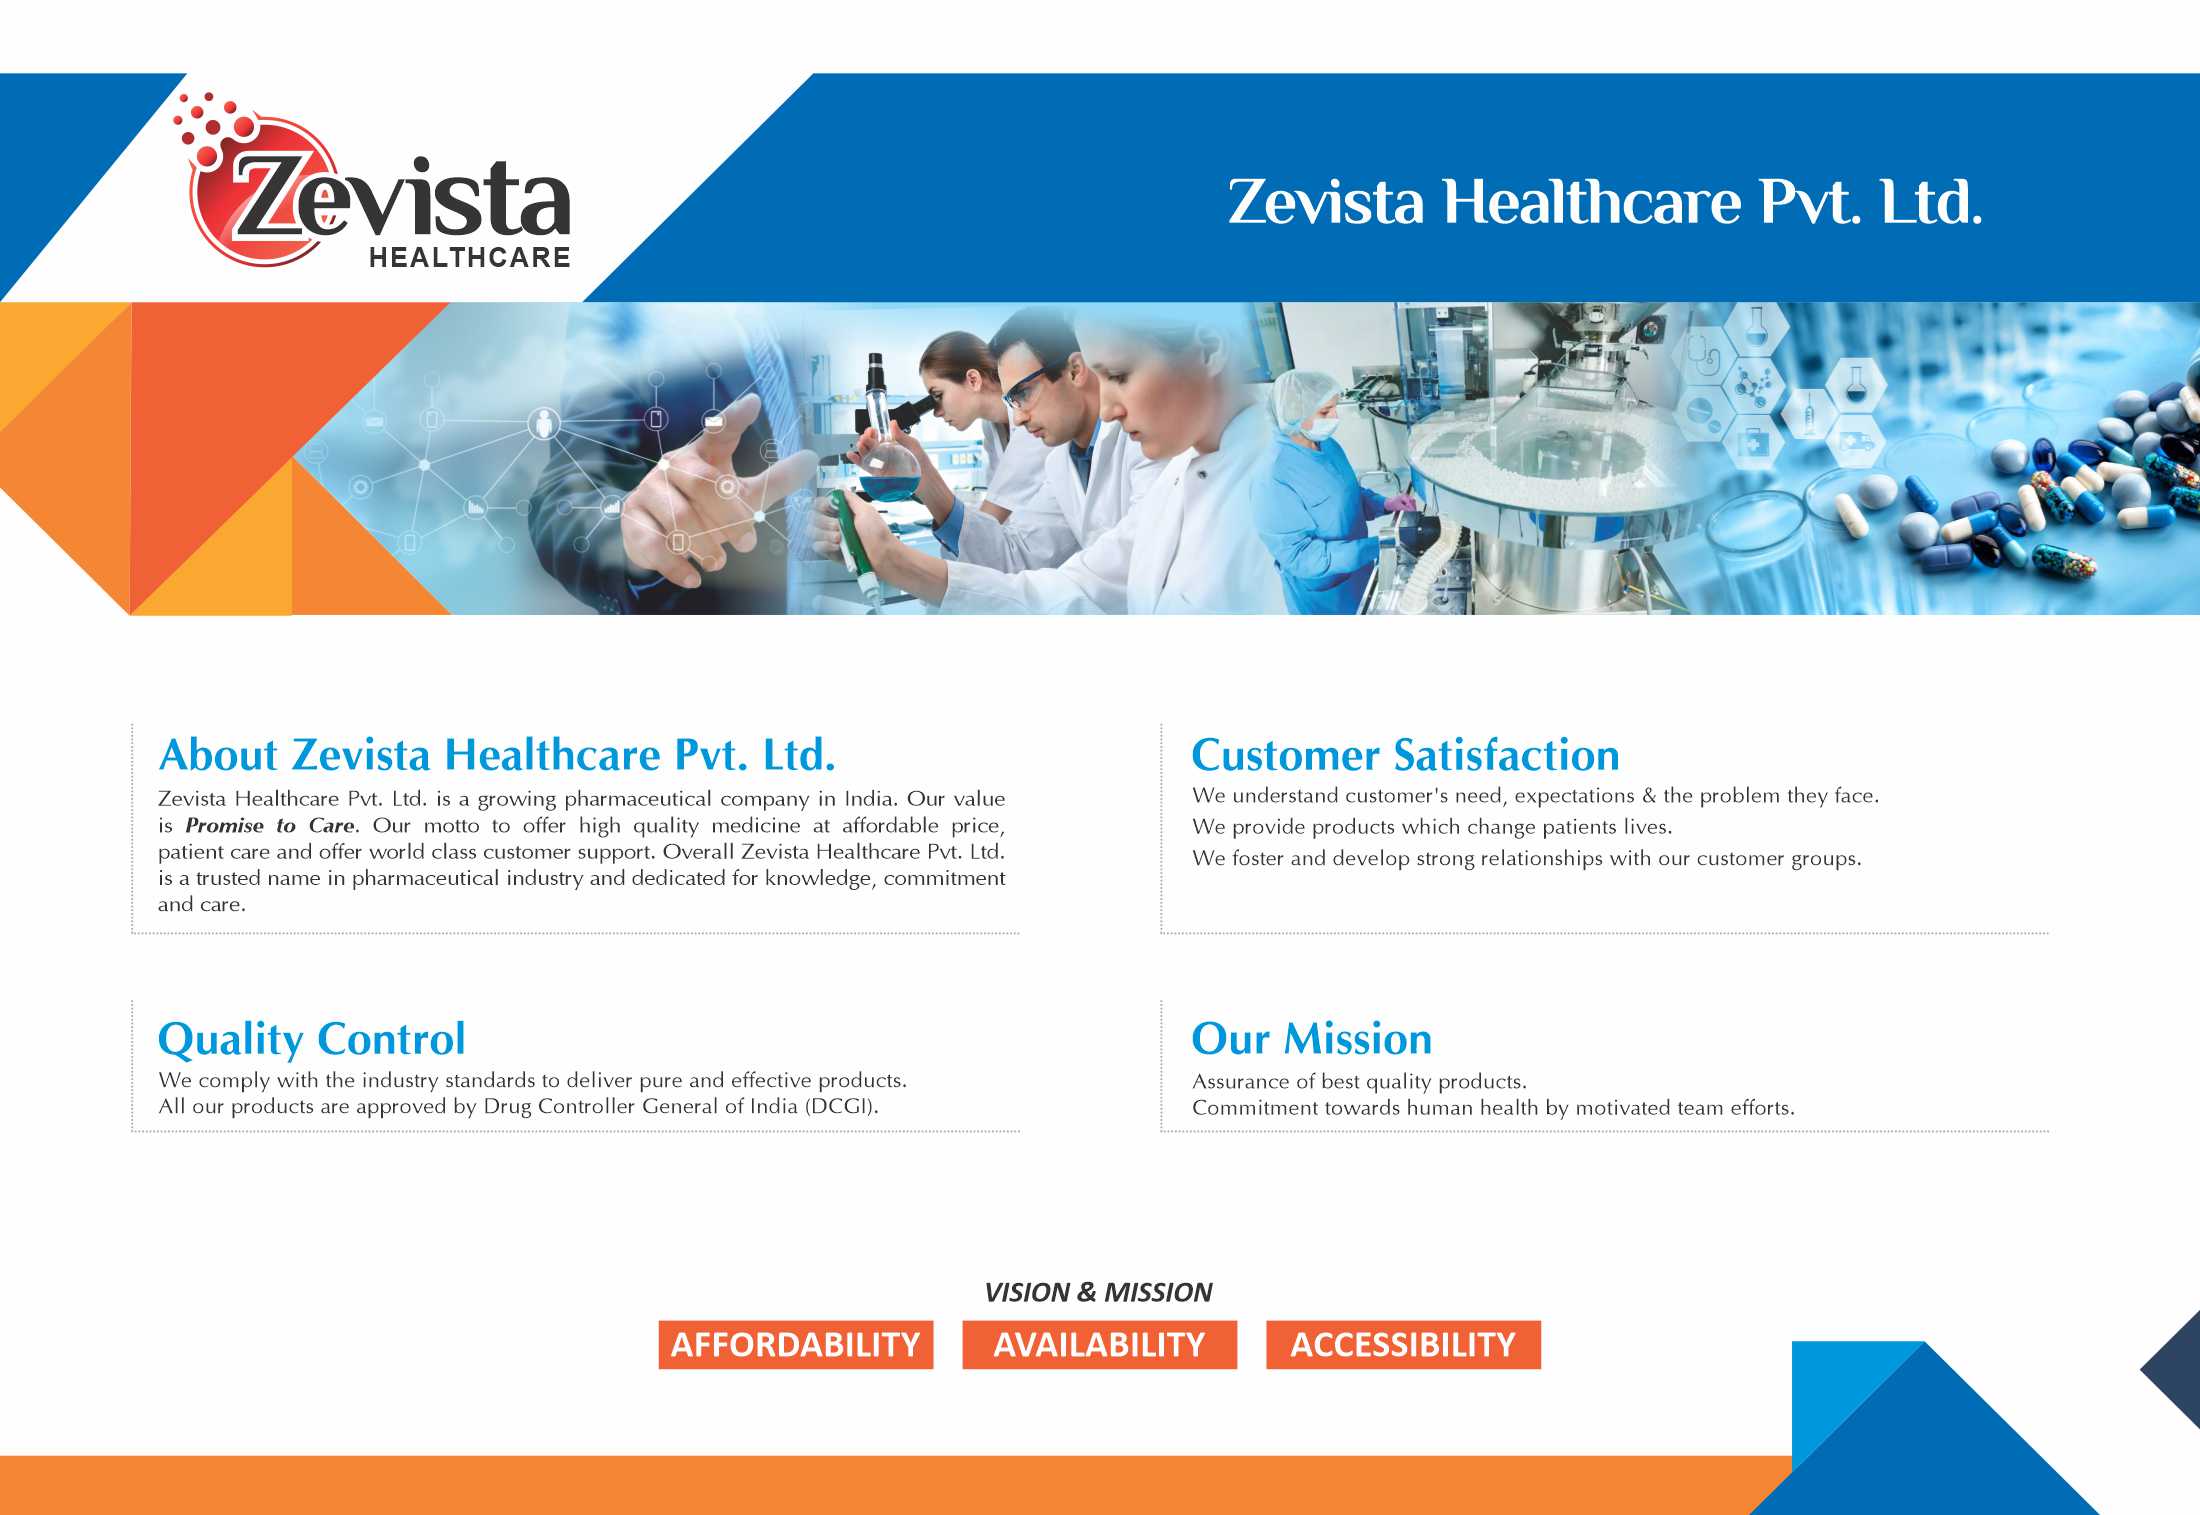 Zevista
HEALTHCARE
Zevista Healthcare Pvt. Ltd.
About Zevista Healthcare Pvt. Ltd.
Zevista Healthcare Pvt. Ltd. is a growing pharmaceutical company in India. Our value
is Promise to Care. Our motto to offer high quality medicine at affordable price,
patient care and offer world class customer support. Overall Zevista Healthcare Pvt. Ltd.
is a trusted name in pharmaceutical industry and dedicated for knowledge, commitment
and care.
Customer Satisfaction
We understand customer's need, expectations & the problem they face.
We provide products which change patients lives.
We foster and develop strong relationships with our customer groups.
Quality Control
We comply with the industry standards to deliver pure and effective products.
All our products are approved by Drug Controller General of India (DCGI).
Our Mission
Assurance of best quality products.
Commitment towards human health by motivated team efforts.
VISION & MISSION
AFFORDABILITY
AVAILABILITY
ACCESSIBILITY